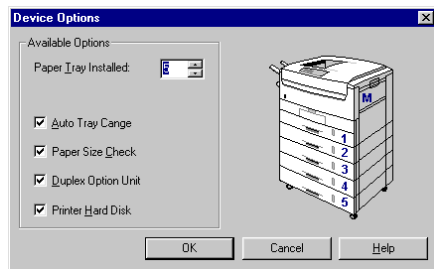 Device Options
Available Options
Paper Tray Installed: 5
M
Auto Tray Cange
1
Paper Size Check
2
3
Duplex Option Unit
4
Printer Hard Disk
5
OK Cancel Help